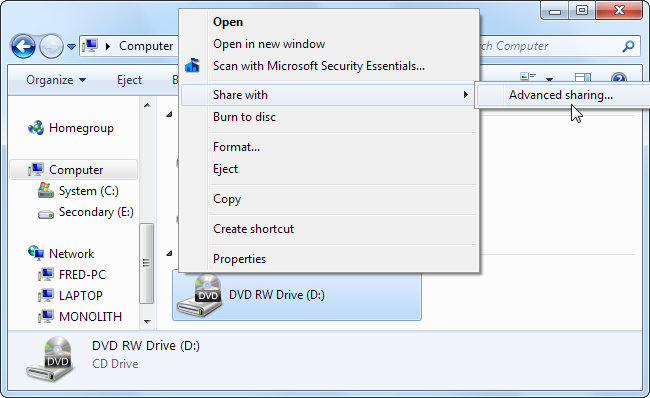 Computer
ch Computer
Organize
Eject
B
Open
Open in new window
Scan with Microsoft Security Essentials...
Share with
Burn to disc
Format...
Eject
Copy
Create shortcut
Properties
Advanced sharing...
Homegroup
Computer
System (C:)
Secondary (E:)
Network
FRED-PC
LAPTOP
MONOLITH
DVD
DVD RW Drive (D:)
DVD
DVD RW Drive (D:)
CD Drive